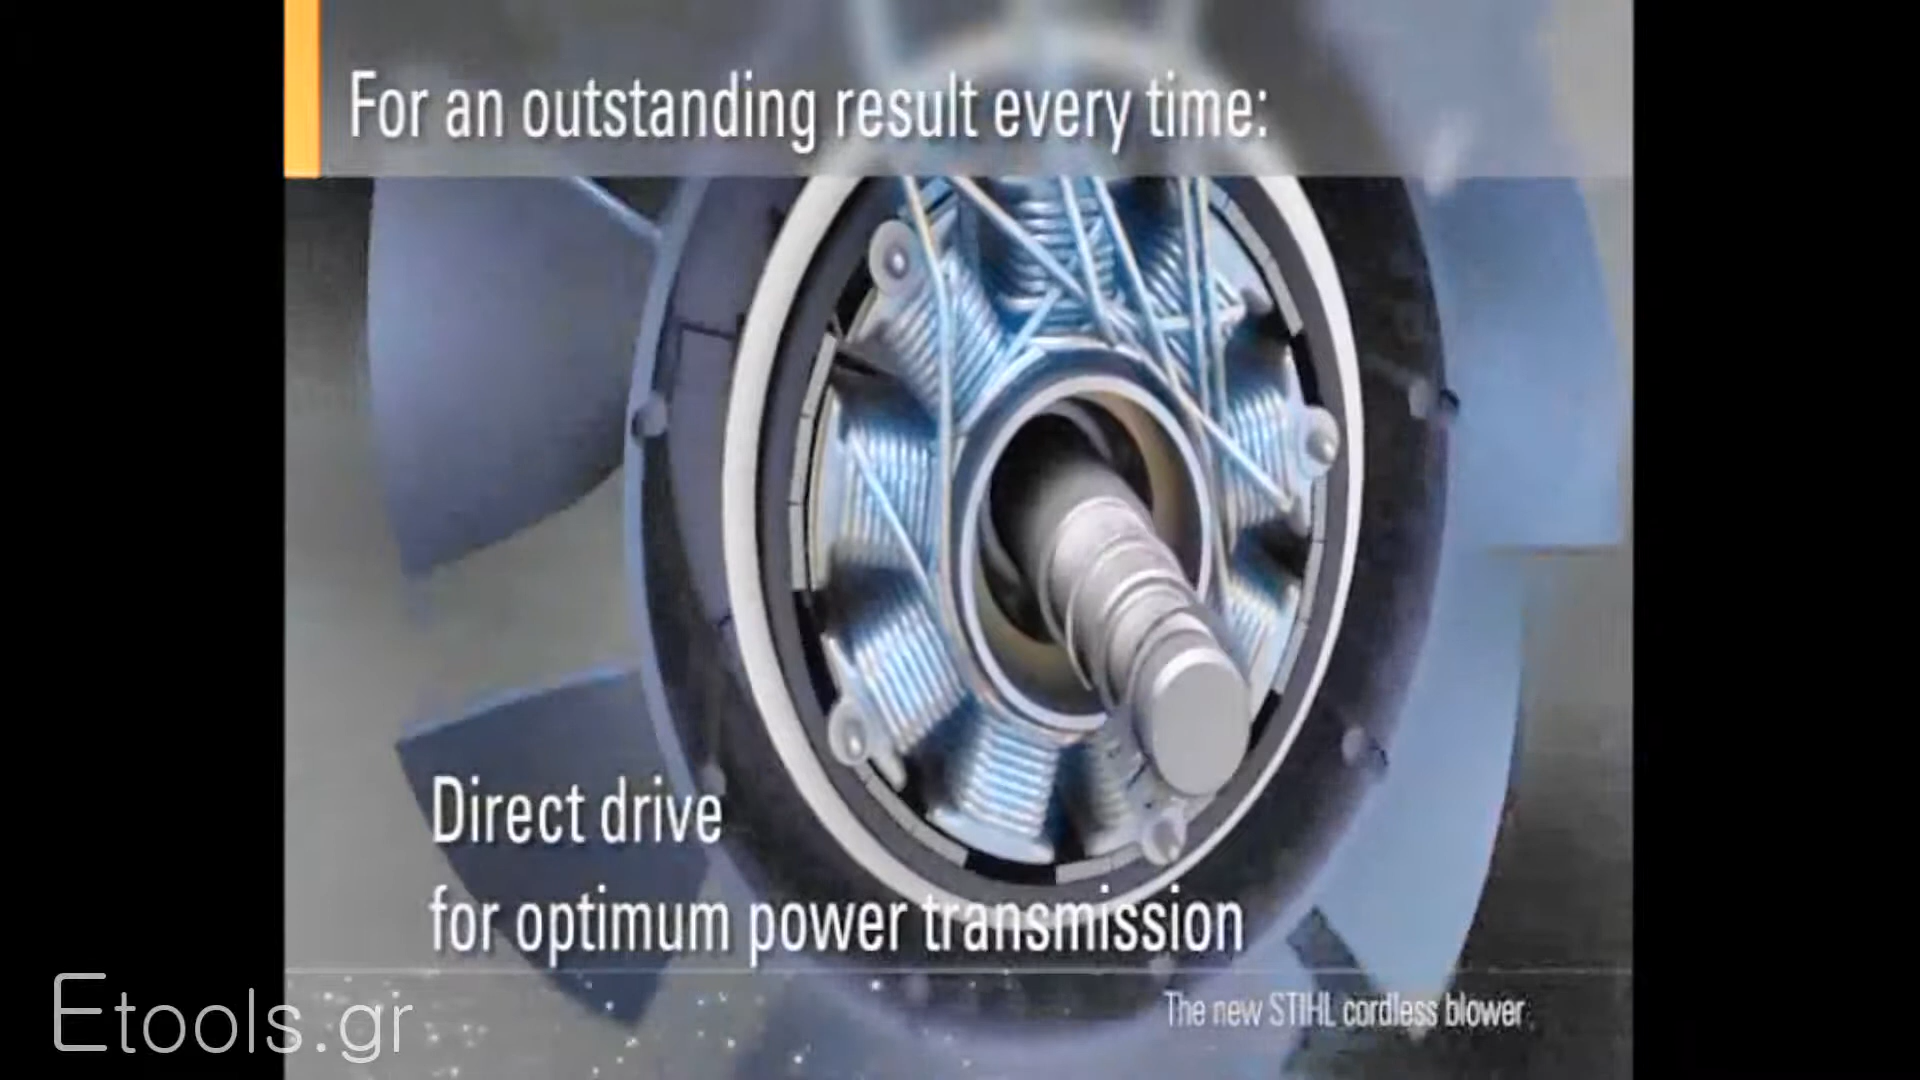 For an outstanding result every time:
Direct drive
for optimum power transmission
The new STIHL cordless blower
Etools.gr